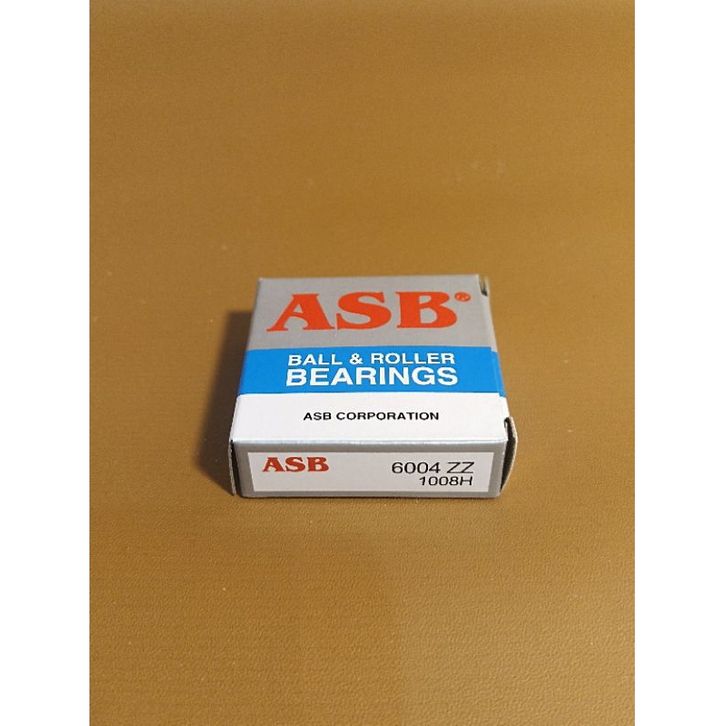 ASB®
BALL & ROLLER
BEARINGS
ASB CORPORATION
ASB 6004 ZZ
1008H